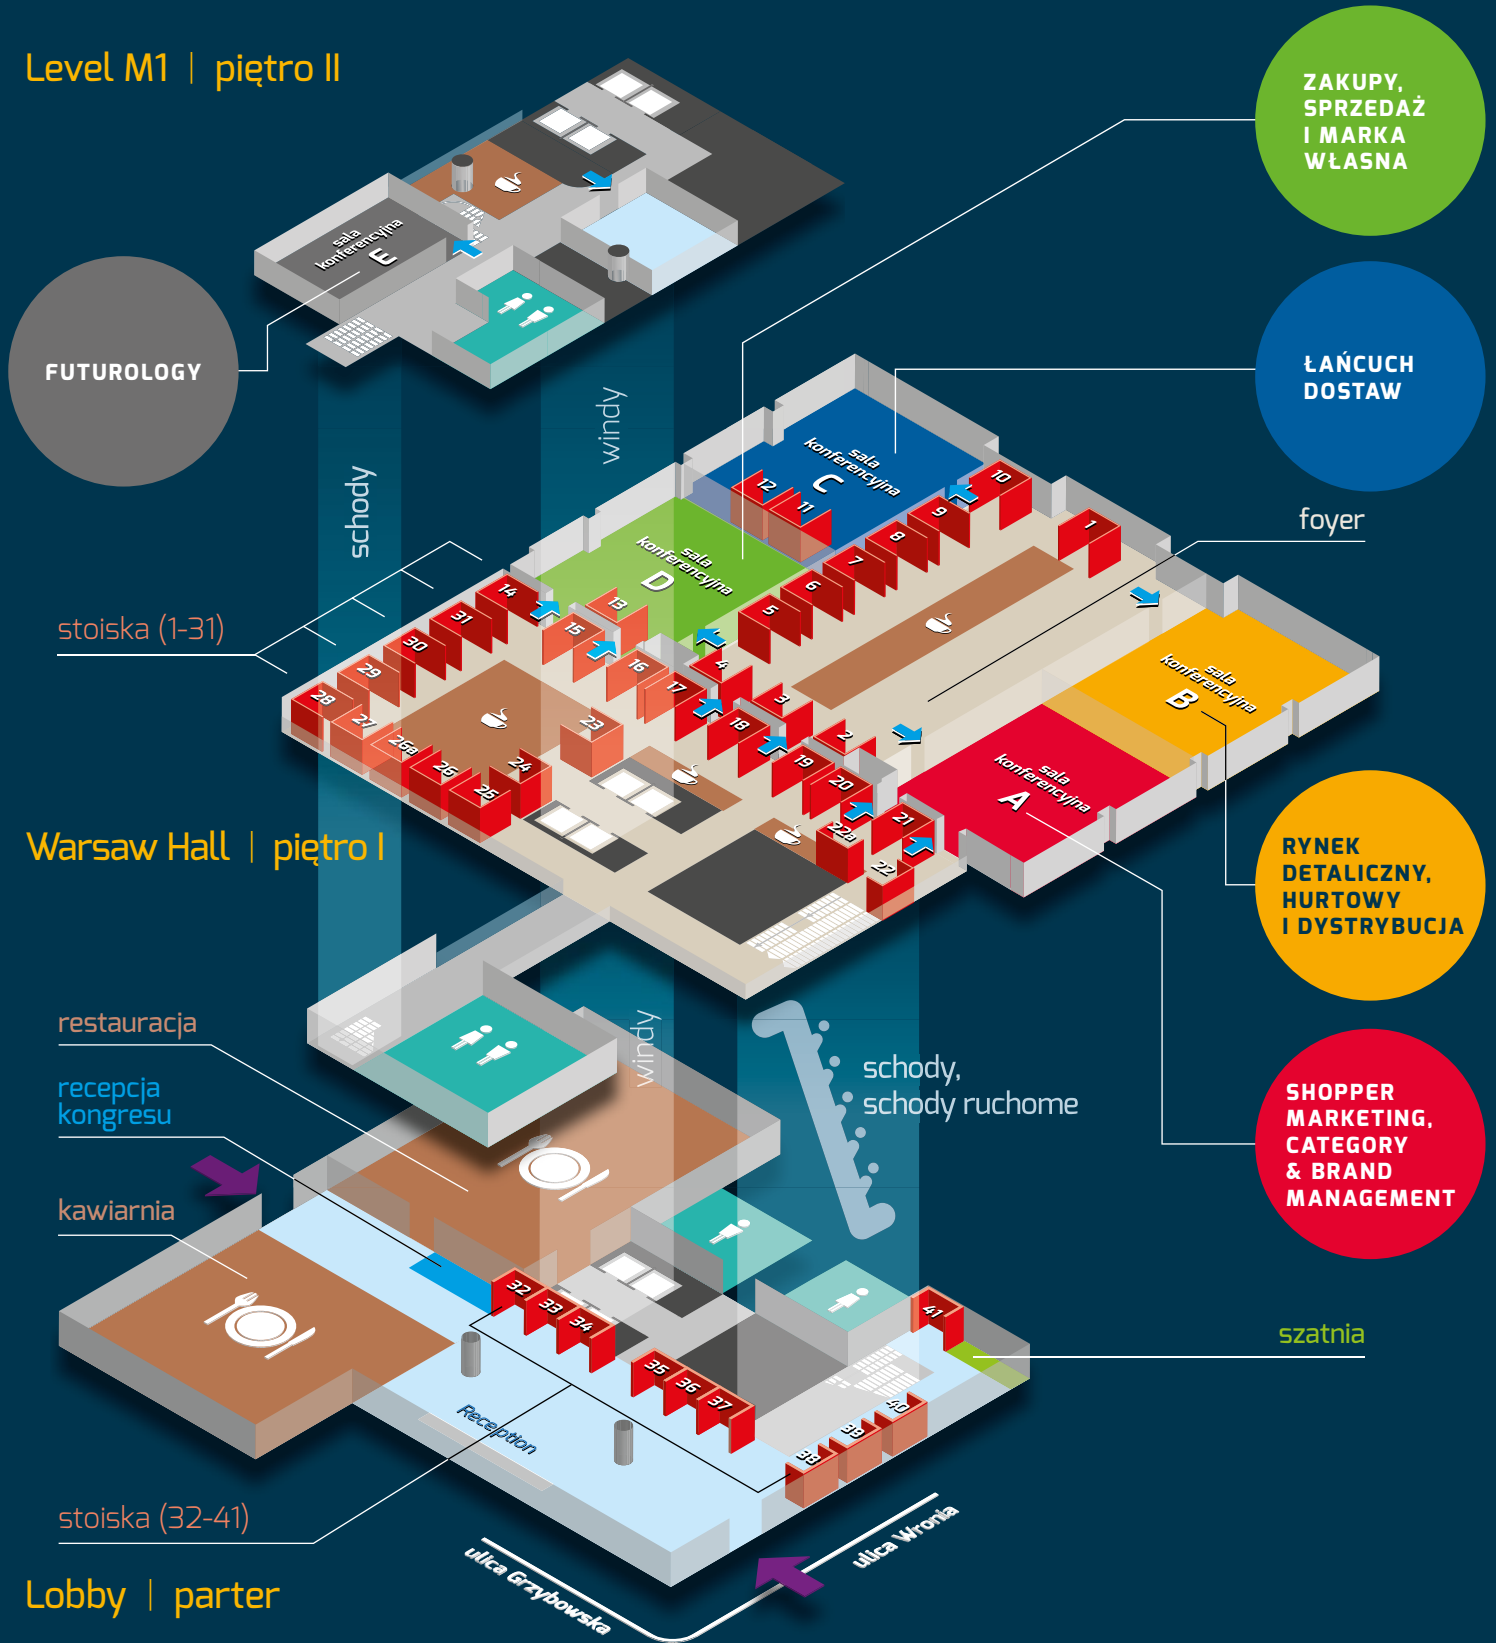 Level M1 | piętro II
ZAKUPY,
SPRZEDAŻ
I MARKA
WŁASNA
sala
konferencyjna
E
FUTUROLOGY
windy
schody
ŁAŃCUCH
DOSTAW
sala
konferencyjna
C
12
11
10
9
8
7
6
5
1
foyer
sala
konferencyjna
D
14
31
30
29
28
27
26a
26
25
24
23
13
15
16
17
18
19
20
21
22a
22
4
3
2
stoiska (1-31)
sala
konferencyjna
B
sala
konferencyjna
A
Warsaw Hall | piętro I
RYNEK
DETALICZNY,
HURTOWY
I DYSTRYBUCJA
restauracja
windy
schody,
schody ruchome
recepcja
kongresu
SHOPPER
MARKETING,
CATEGORY
& BRAND
MANAGEMENT
kawiarnia
32
33
34
35
36
37
38
39
40
41
szatnia
Reception
stoiska (32-41)
ulica Grzybowska
ulica Wronia
Lobby | parter